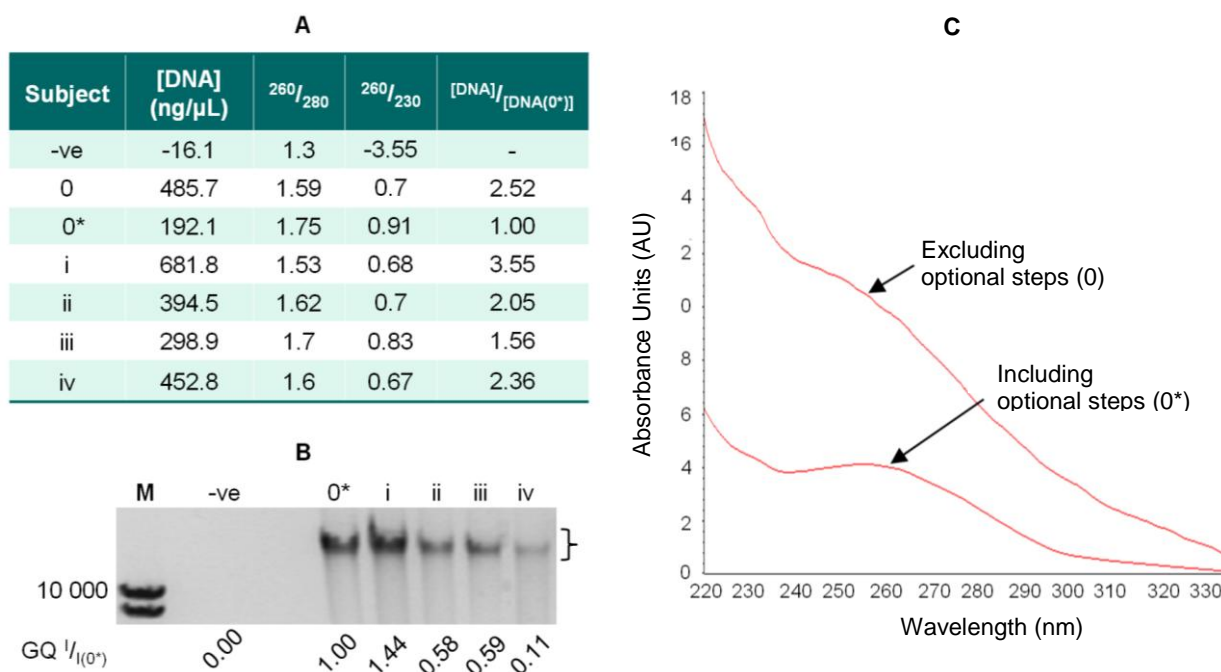 A
Subject [DNA] (ng/µL) 260/280 260/230 [DNA]/[DNA(0*)]
-ve -16.1 1.3 -3.55 -
0 485.7 1.59 0.7 2.52
0* 192.1 1.75 0.91 1.00
i 681.8 1.53 0.68 3.55
ii 394.5 1.62 0.7 2.05
iii 298.9 1.7 0.83 1.56
iv 452.8 1.6 0.67 2.36
B
M -ve 0* i ii iii iv
10 000
GQ I/I(0*) 0.00 1.00 1.44 0.58 0.59 0.11
C
18
16
4
2
0
8
6
4
2
0
Absorbance Units (AU)
Excluding
optional steps (0)
Including
optional steps (0*)
220 230 240 250 260 270 280 290 300 310 320 330
Wavelength (nm)